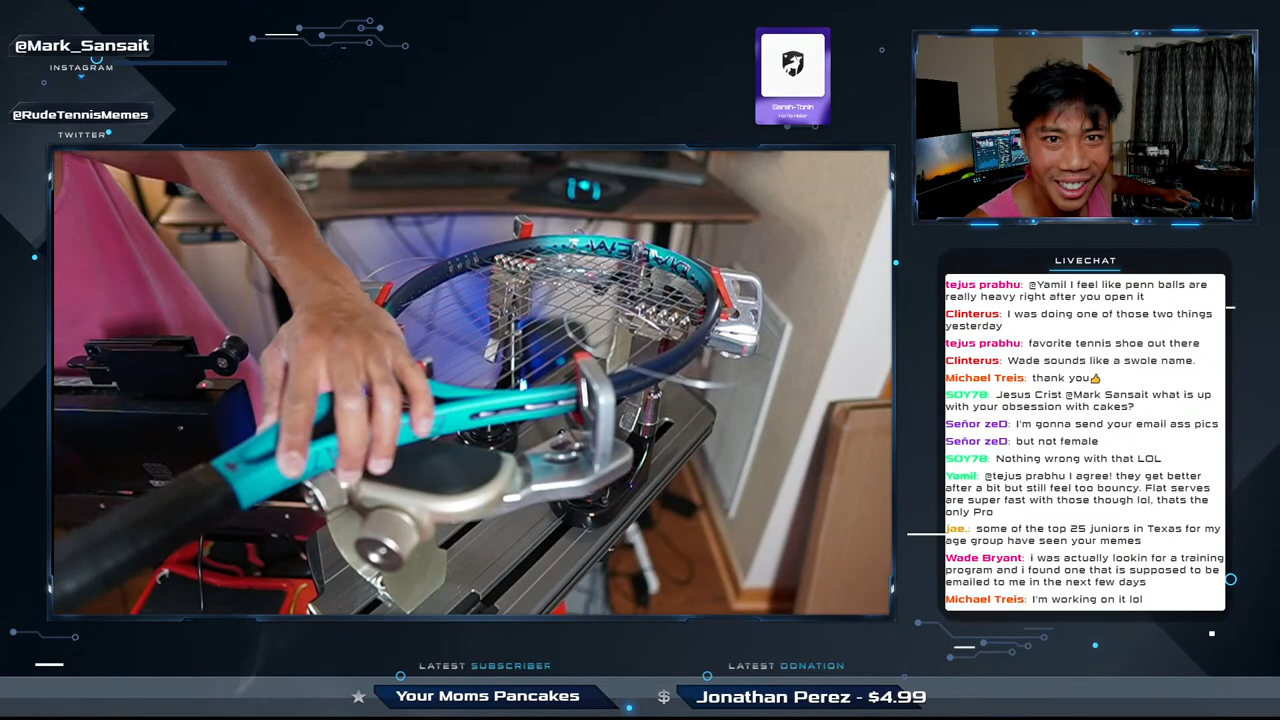 @Mark_Sansait
INSTAGRAM
@RudeTennisMemes
TWITTER
Sarah-Tonin
LIVECHAT
tejus prabhu: @Yamil I feel like penn balls are
really heavy right after you open it
Clinterus: I was doing one of those two things
yesterday
tejus prabhu: favorite tennis shoe out there
Clinterus: Wade sounds like a swole name.
Michael Treis: thank you👍
SOY78: Jesus Crist @Mark Sansait what is up
with your obsession with cakes?
Señor zeD: I'm gonna send your email ass pics
Señor zeD: but not female
SOY78: Nothing wrong with that LOL
Yamil: @tejus prabhu I agree! they get better
after a bit but still feel too bouncy. Flat serves
are super fast with those though lol, thats the
only Pro
jae.: some of the top 25 juniors in Texas for my
age group have seen your memes
Wade Bryant: i was actually lookin for a training
program and i found one that is supposed to be
emailed to me in the next few days
Michael Treis: I'm working on it lol
LATEST SUBSCRIBER
Your Moms Pancakes
LATEST DONATION
$ Jonathan Perez - $4.99